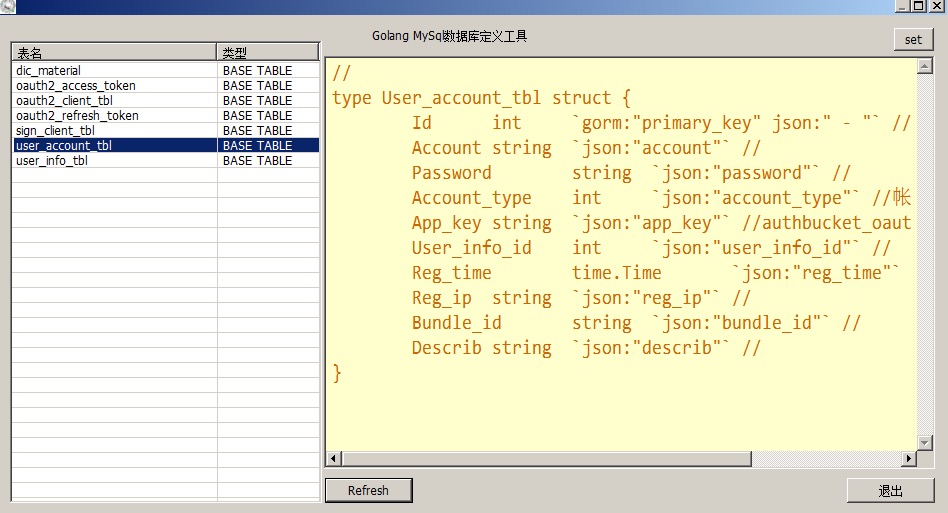 Golang MySql数据库定义工具
set
表名 类型
dic_material BASE TABLE
oauth2_access_token BASE TABLE
oauth2_client_tbl BASE TABLE
oauth2_refresh_token BASE TABLE
sign_client_tbl BASE TABLE
user_account_tbl BASE TABLE
user_info_tbl BASE TABLE
//
type User_account_tbl struct {
Id int `gorm:"primary_key" json:" - "` //
Account string `json:"account"` //
Password string `json:"password"` //
Account_type int `json:"account_type"` //帐
App_key string `json:"app_key"` //authbucket_oaut
User_info_id int `json:"user_info_id"` //
Reg_time time.Time `json:"reg_time"`
Reg_ip string `json:"reg_ip"` //
Bundle_id string `json:"bundle_id"` //
Describ string `json:"describ"` //
}
Refresh
退出